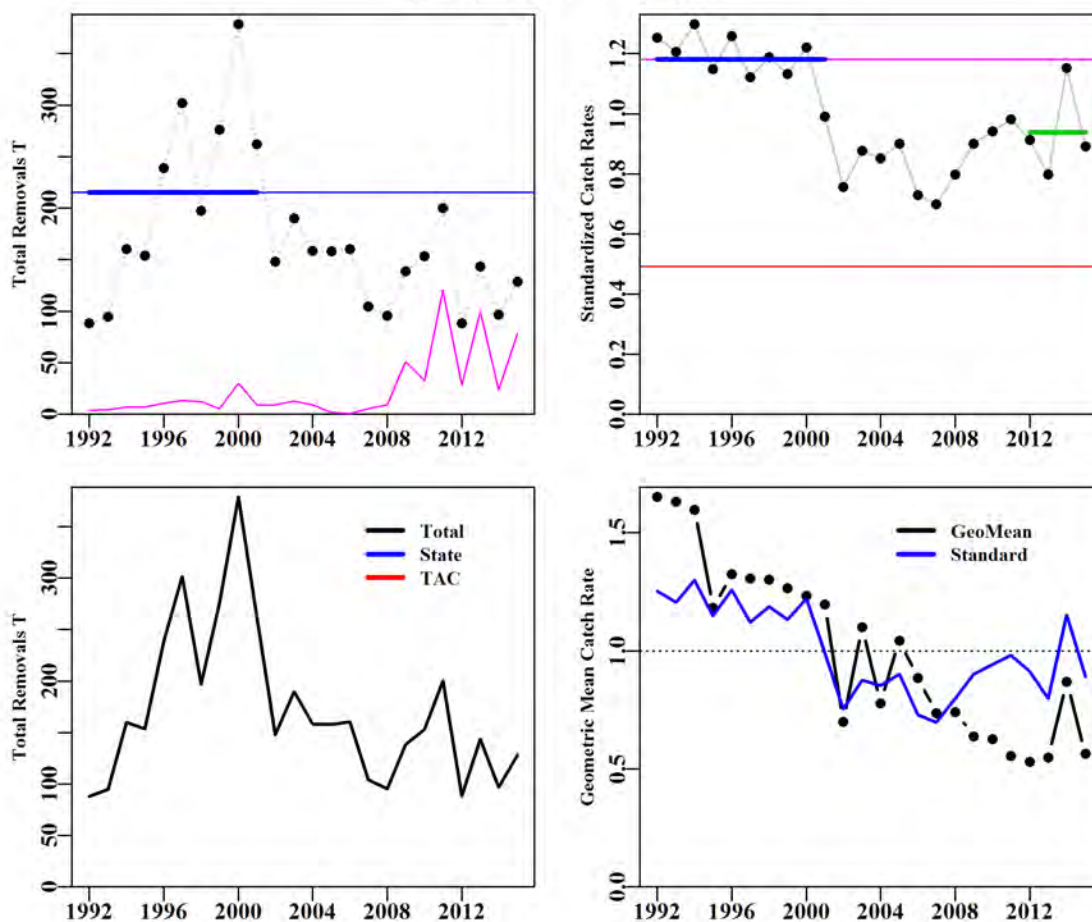 Total Removals T
300
200
100
50
0
1992 1996 2000 2004 2008 2012
Standardized Catch Rates
1.2
1.0
0.8
0.6
0.4
0.2
0.0
1992 1996 2000 2004 2008 2012
Total Removals T
300
200
100
50
0
Total
State
TAC
1992 1996 2000 2004 2008 2012
Geometric Mean Catch Rate
1.5
1.0
0.5
0.0
GeoMean
Standard
1992 1996 2000 2004 2008 2012